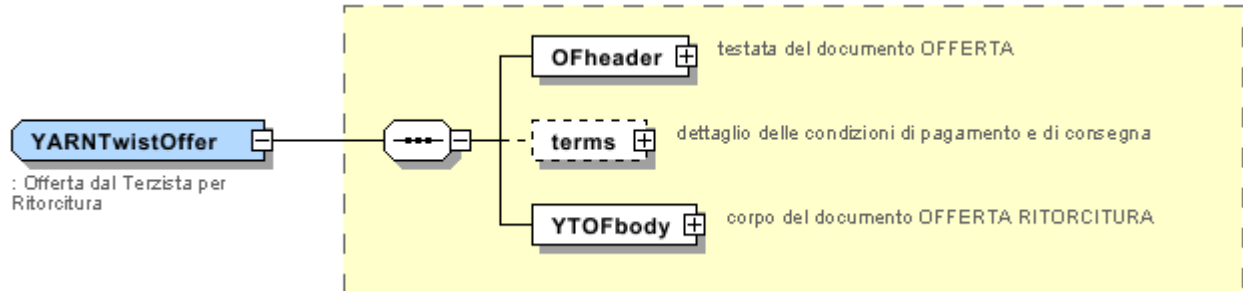 OFheader
testata del documento OFFERTA
YARNTwistOffer
terms
dettaglio delle condizioni di pagamento e di consegna
: Offerta dal Terzista per
Ritorcitura
YTOFbody
corpo del documento OFFERTA RITORCITURA